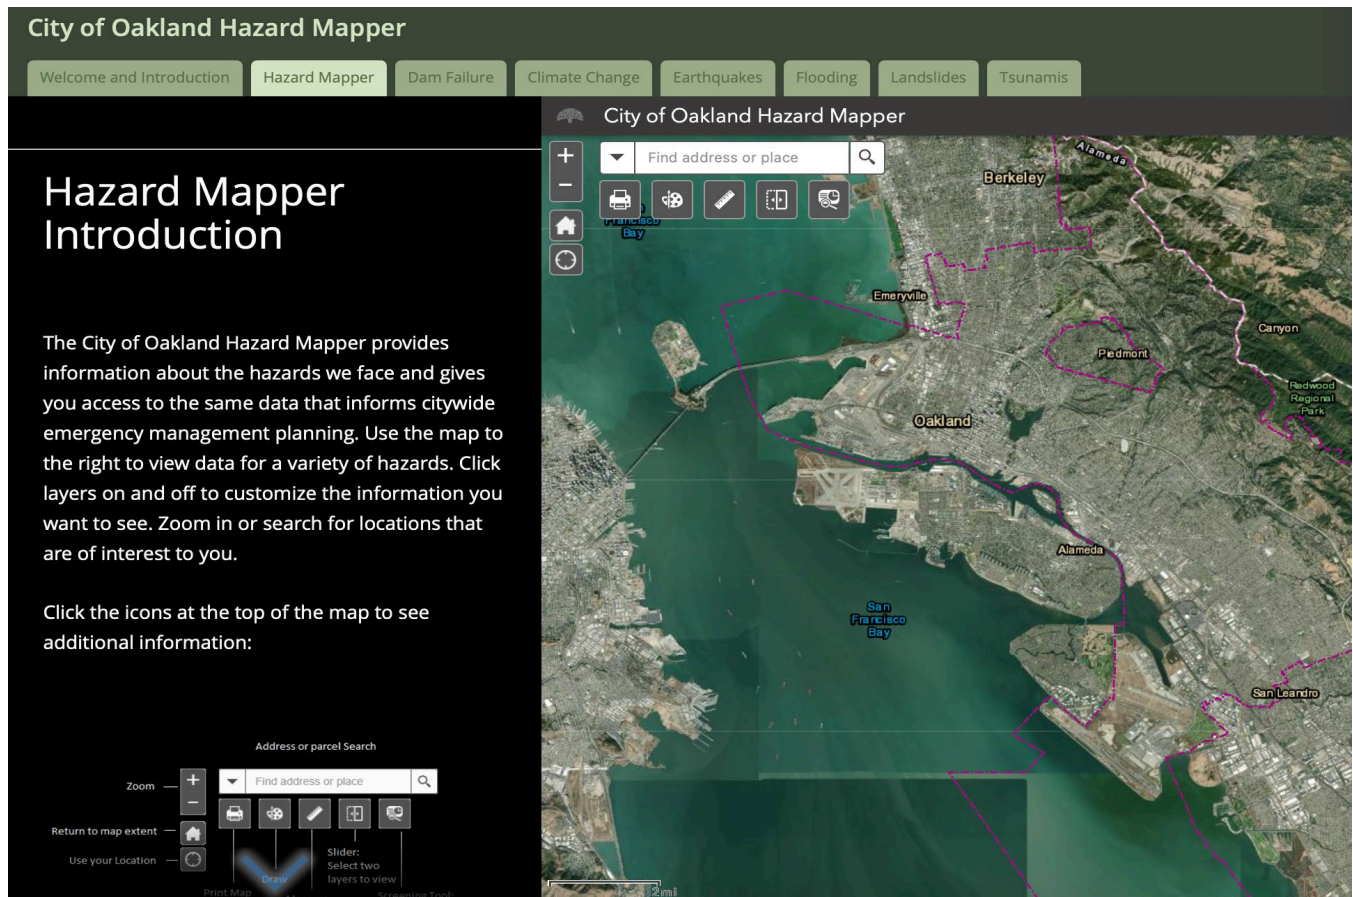 City of Oakland Hazard Mapper
Welcome and Introduction
Hazard Mapper
Dam Failure
Climate Change
Earthquakes
Flooding
Landslides
Tsunamis
Hazard Mapper
Introduction
The City of Oakland Hazard Mapper provides
information about the hazards we face and gives
you access to the same data that informs citywide
emergency management planning. Use the map to
the right to view data for a variety of hazards. Click
layers on and off to customize the information you
want to see. Zoom in or search for locations that
are of interest to you.
Click the icons at the top of the map to see
additional information:
Address or parcel Search
Zoom
+
−
Find address or place
Return to map extent
Use your Location
Print Map
Draw
Slider:
Select two
layers to view
Screening Tool:
City of Oakland Hazard Mapper
+
−
Find address or place
Francisco
Bay
Berkeley
Alameda
Emeryville
Canyon
Piedmont
Redwood
Regional
Park
Oakland
Alameda
San
Francisco
Bay
San Leandro
2mi